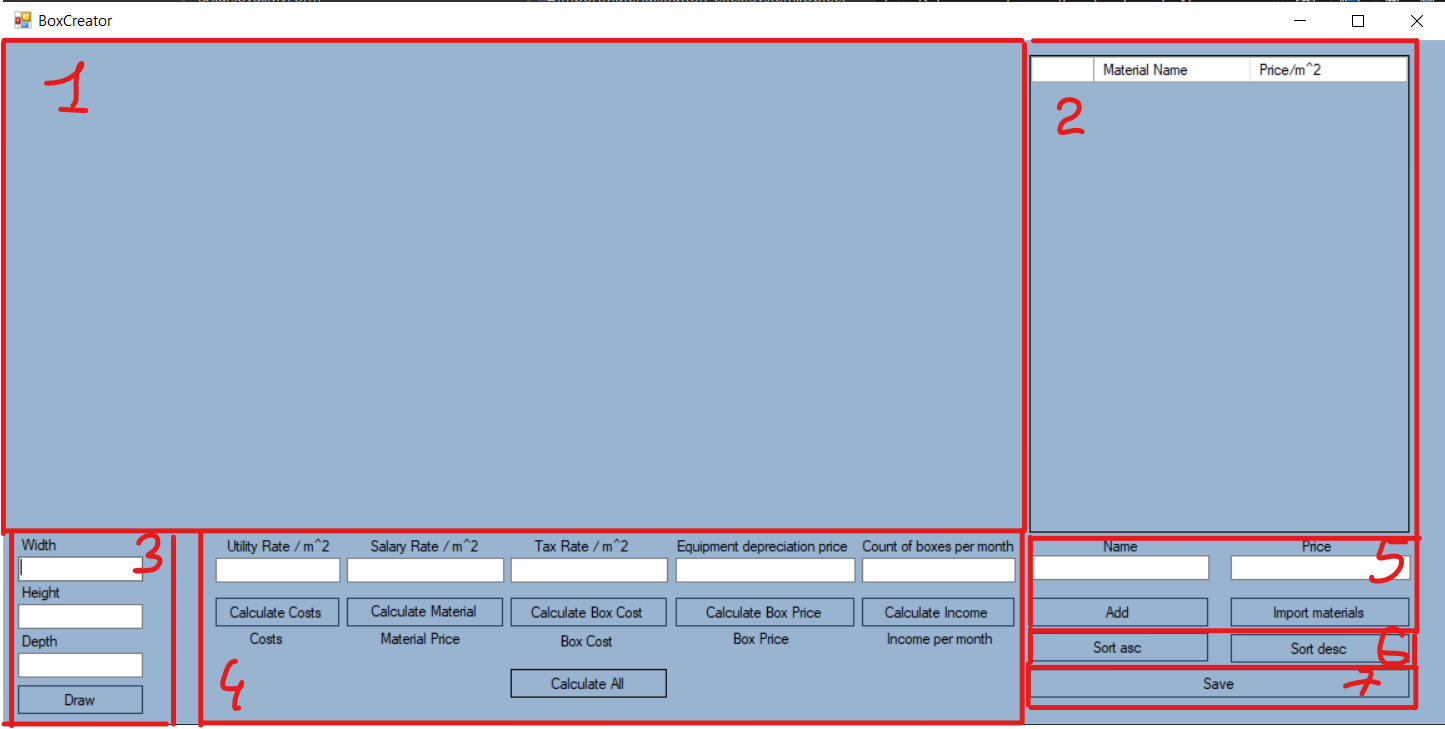 BoxCreator
1
2
Material Name Price/m^2
3
Width
Height
Depth
Draw
4
Utility Rate / m^2 Salary Rate / m^2 Tax Rate / m^2 Equipment depreciation price Count of boxes per month
Calculate Costs Calculate Material Calculate Box Cost Calculate Box Price Calculate Income
Costs Material Price Box Cost Box Price Income per month
Calculate All
5
Name Price
Add Import materials
6
Sort asc Sort desc
7
Save